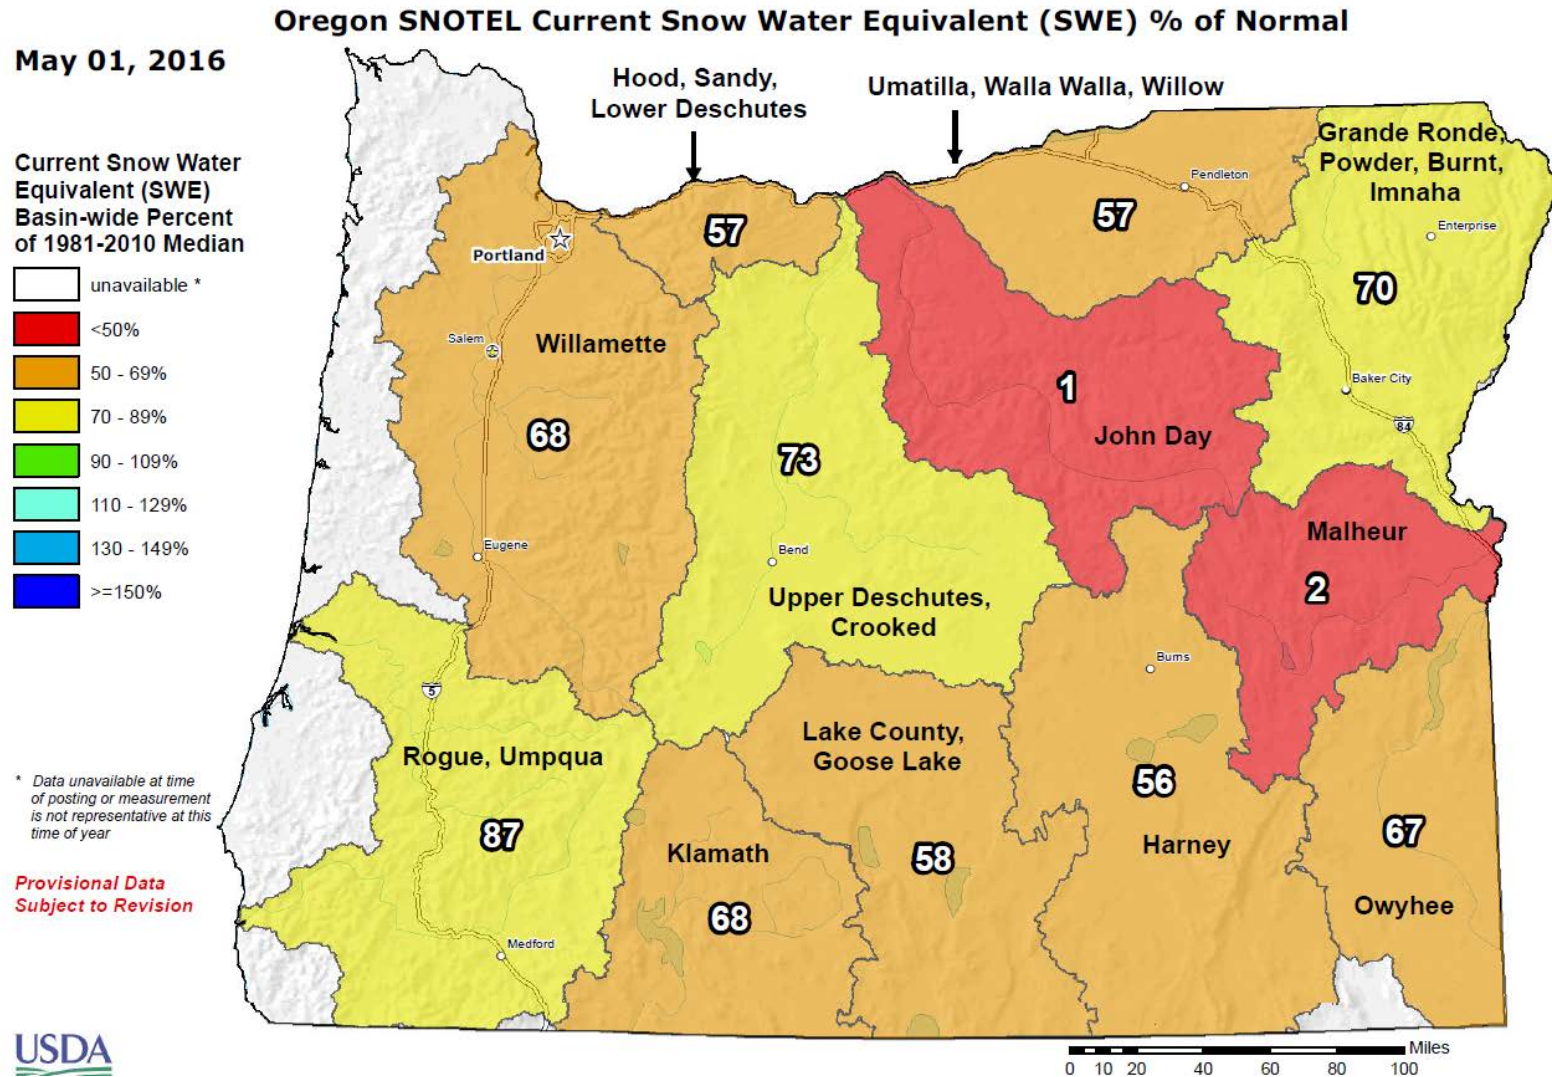 Oregon SNOTEL Current Snow Water Equivalent (SWE) % of Normal
May 01, 2016
Hood, Sandy,
Lower Deschutes
Umatilla, Walla Walla, Willow
Current Snow Water
Equivalent (SWE)
Basin-wide Percent
of 1981-2010 Median
unavailable *
<50%
50 - 69%
70 - 89%
90 - 109%
110 - 129%
130 - 149%
>=150%
Grande Ronde,
Powder, Burnt,
Imnaha
Pendleton
Enterprise
57
57
70
Portland
Salem
Willamette
68
73
1
John Day
Baker City
84
Malheur
2
Eugene
Bend
Upper Deschutes,
Crooked
Burns
5
Rogue, Umpqua
87
Lake County,
Goose Lake
58
56
Harney
67
Owyhee
Klamath
68
Medford
* Data unavailable at time
of posting or measurement
is not representative at this
time of year
Provisional Data
Subject to Revision
USDA
Miles
0 10 20 40 60 80 100